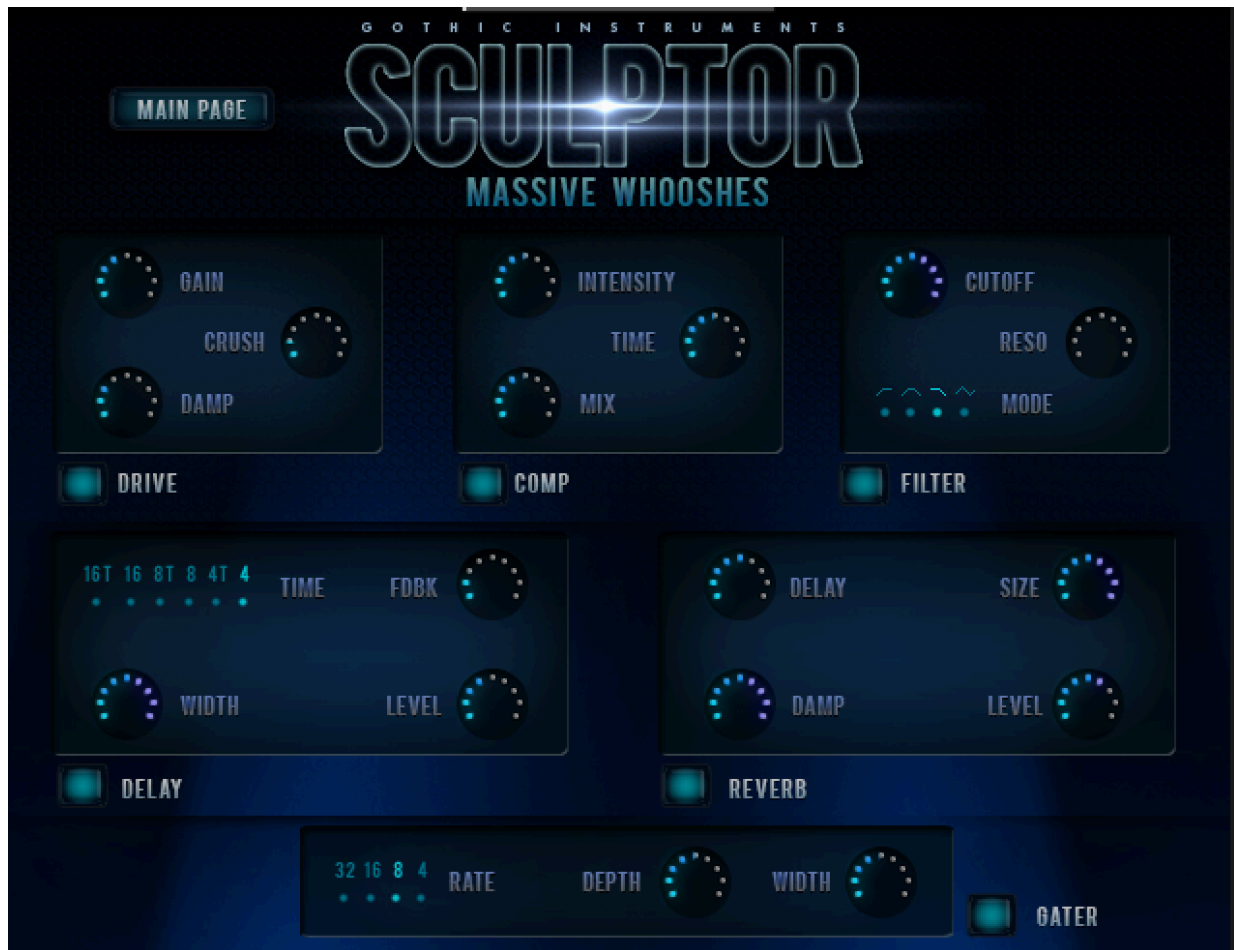 GOTHIC INSTRUMENTS
SCULPTOR
MAIN PAGE
MASSIVE WHOOSHES
GAIN
CRUSH
DAMP
DRIVE
INTENSITY
TIME
MIX
COMP
CUTOFF
RESO
MODE
FILTER
16T 16 8T 8 4T 4
TIME
FDBK
WIDTH
LEVEL
DELAY
DELAY
SIZE
DAMP
LEVEL
REVERB
32 16 8 4
RATE
DEPTH
WIDTH
GATER